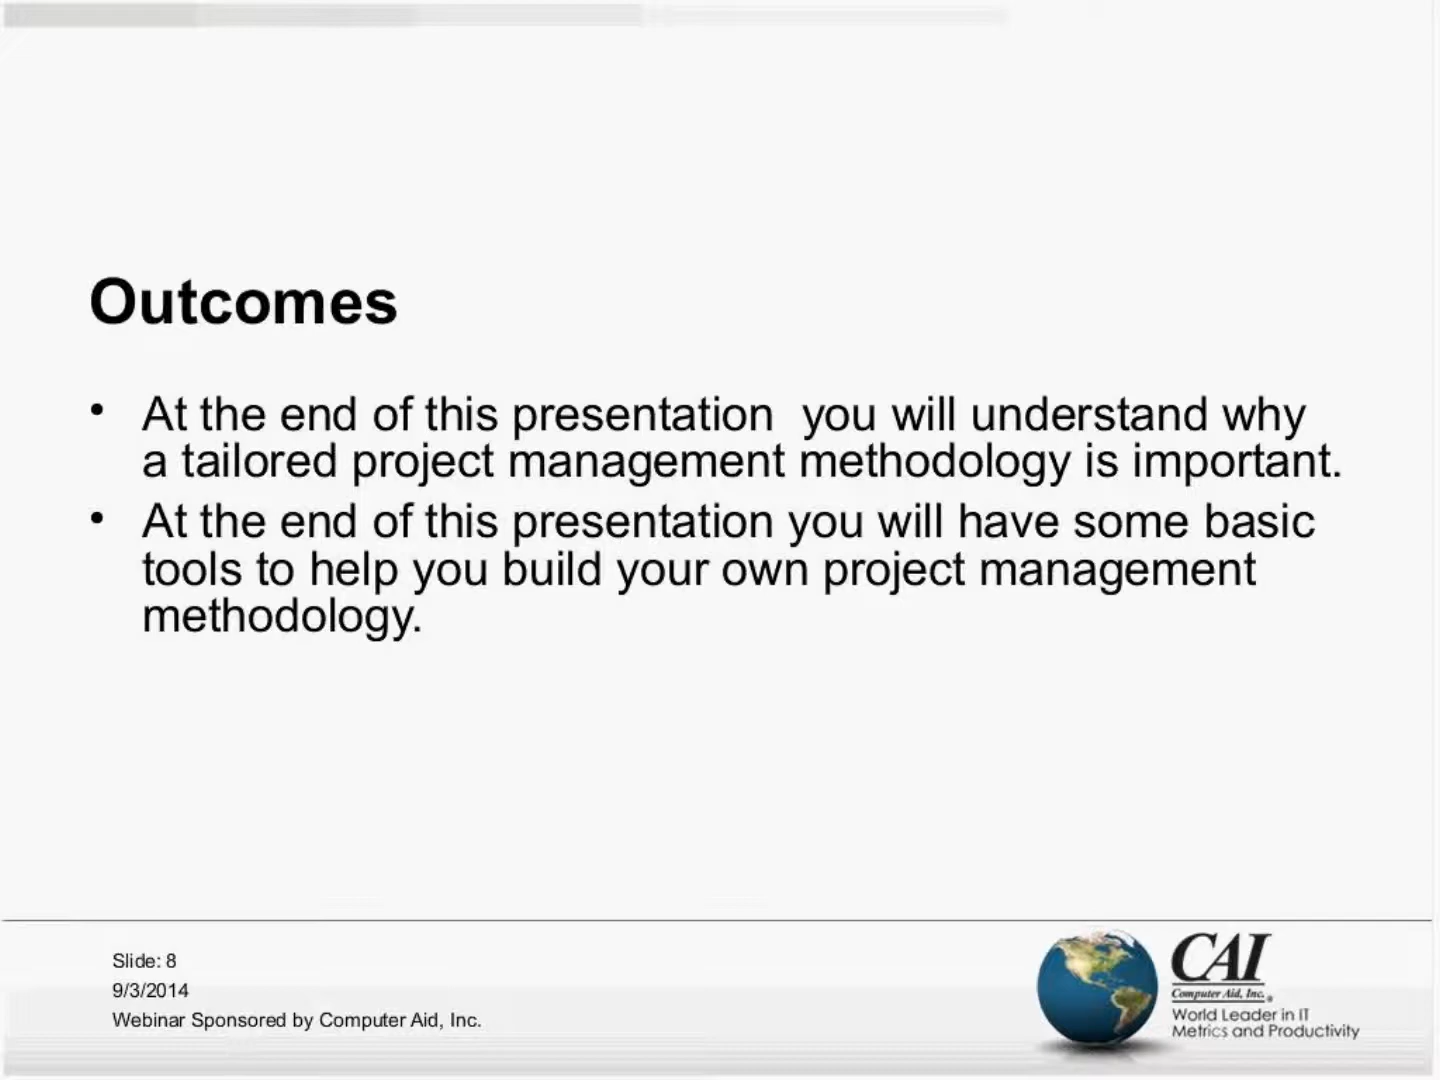 Outcomes
• At the end of this presentation  you will understand why
a tailored project management methodology is important.
• At the end of this presentation you will have some basic
tools to help you build your own project management
methodology.
Slide: 8
9/3/2014
Webinar Sponsored by Computer Aid, Inc.
CAI
Computer Aid, Inc.®
World Leader in IT
Metrics and Productivity